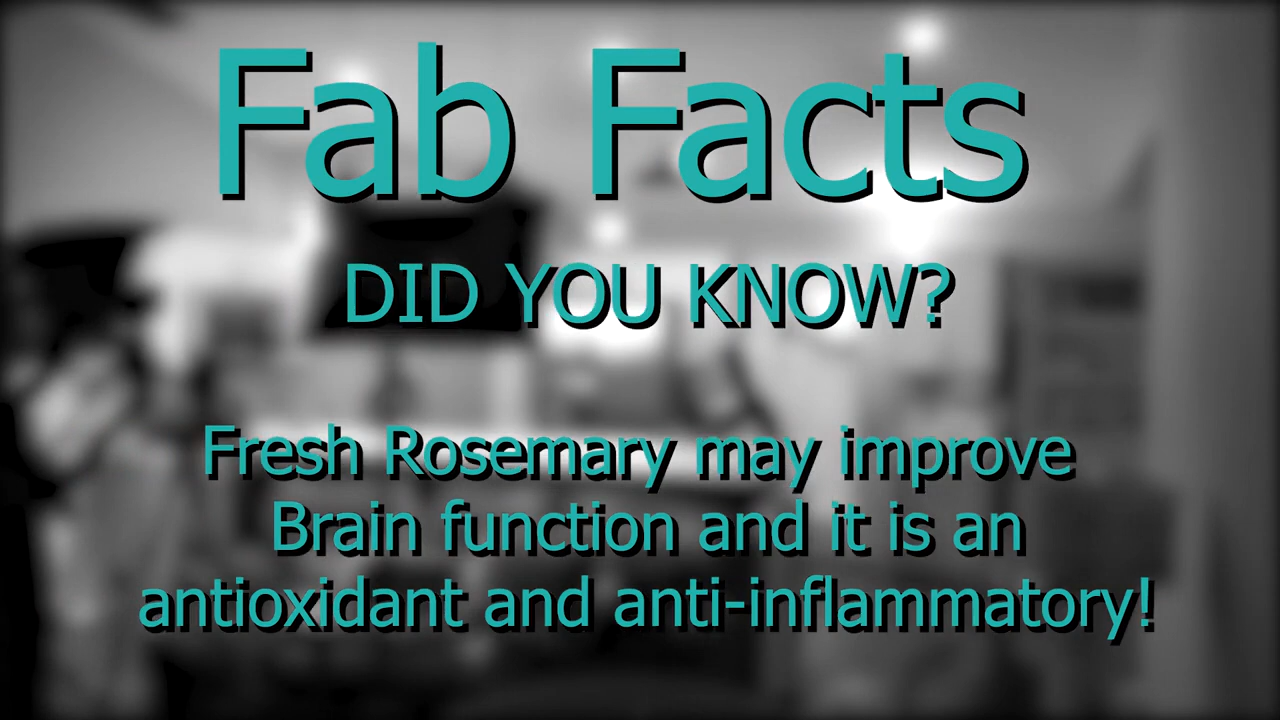 Fab Facts
DID YOU KNOW?
Fresh Rosemary may improve
Brain function and it is an
antioxidant and anti-inflammatory!